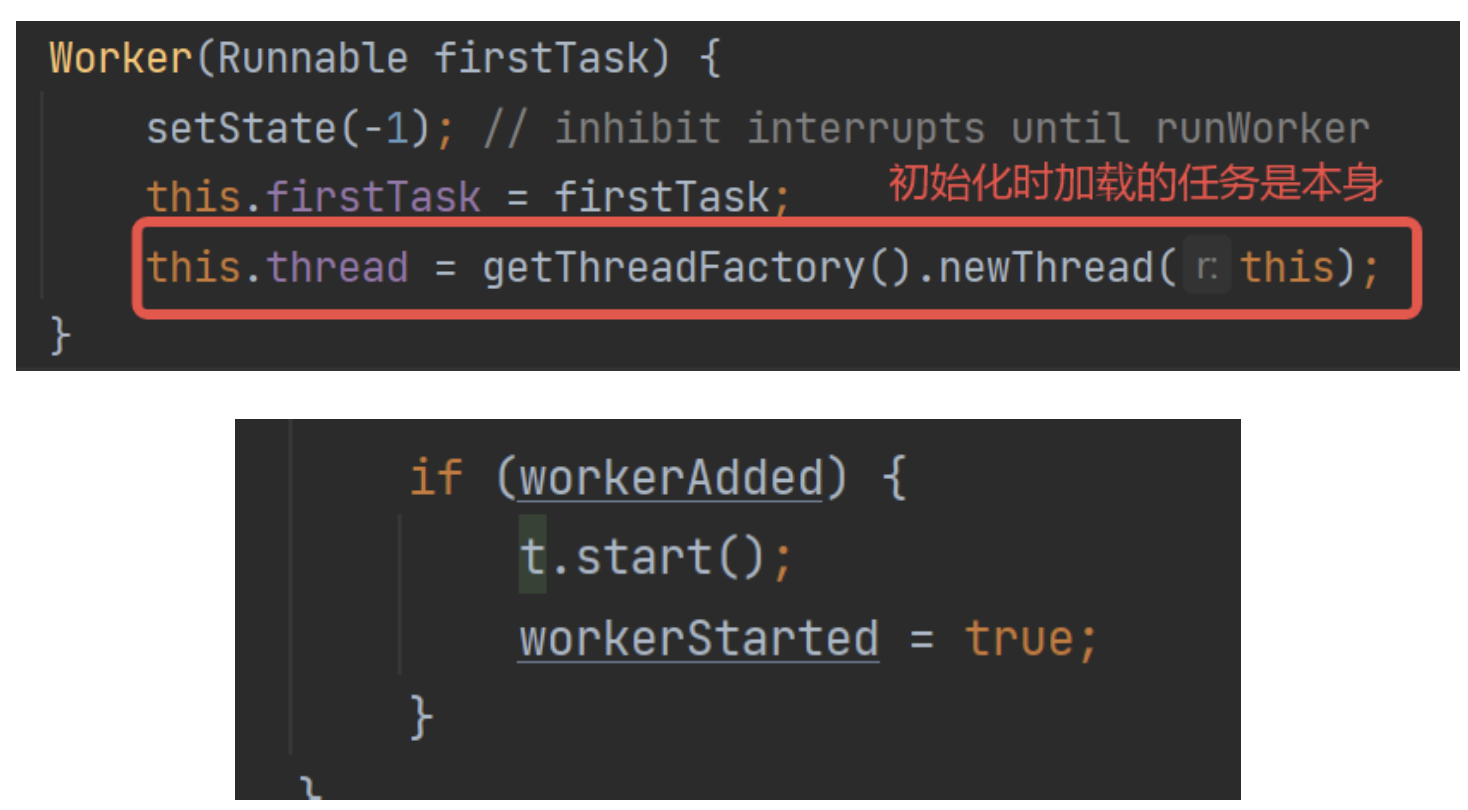 Worker(Runnable firstTask) {
setState(-1); // inhibit interrupts until runWorker
this.firstTask = firstTask;
初始化时加载的任务是本身
this.thread = getThreadFactory().newThread( r: this);
}
if (workerAdded) {
t.start();
workerStarted = true;
}
}